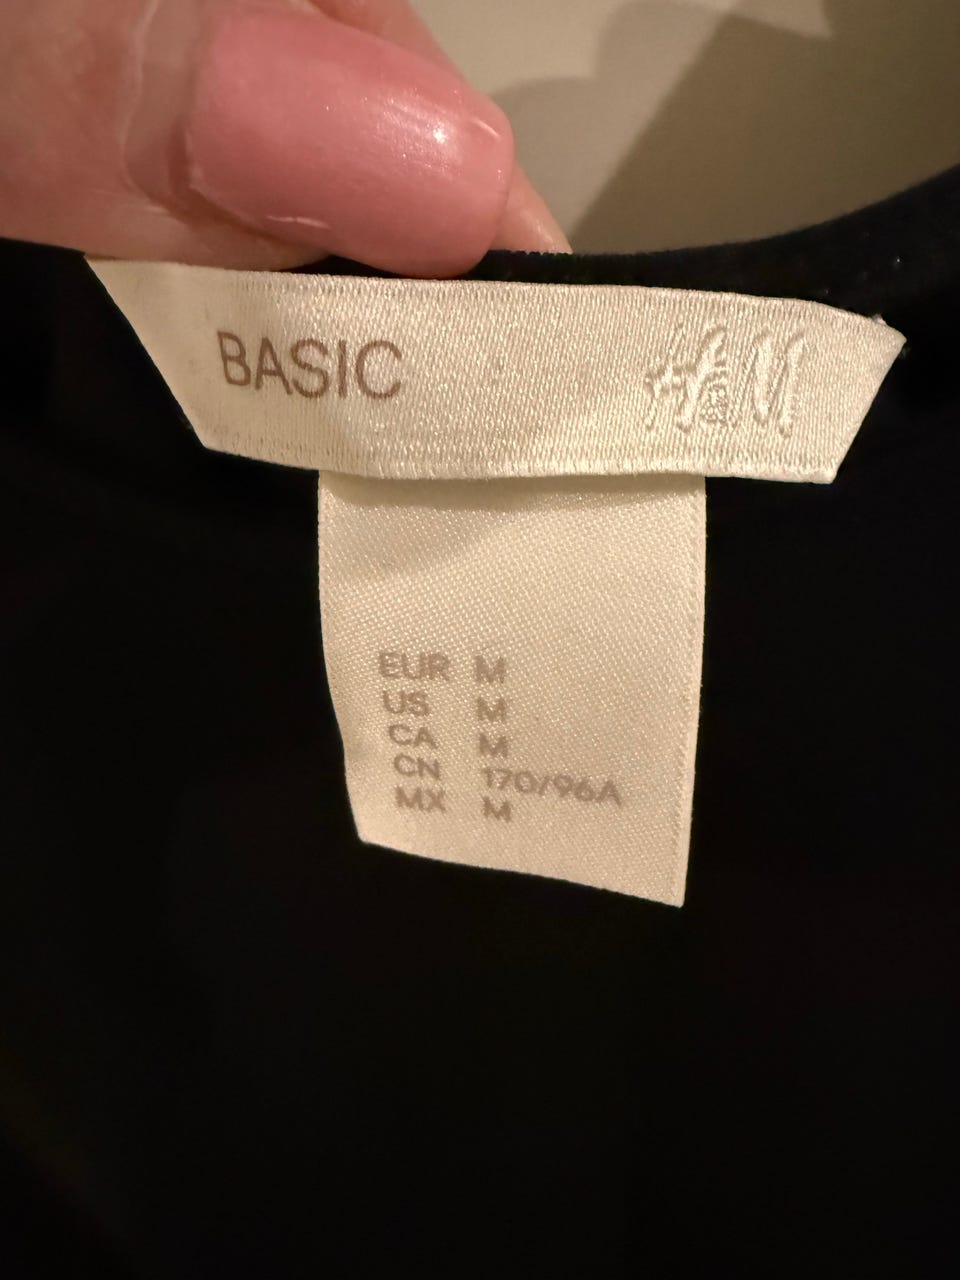 BASIC H&M
EUR M
US M
CA M
CN 170/96A
MX M